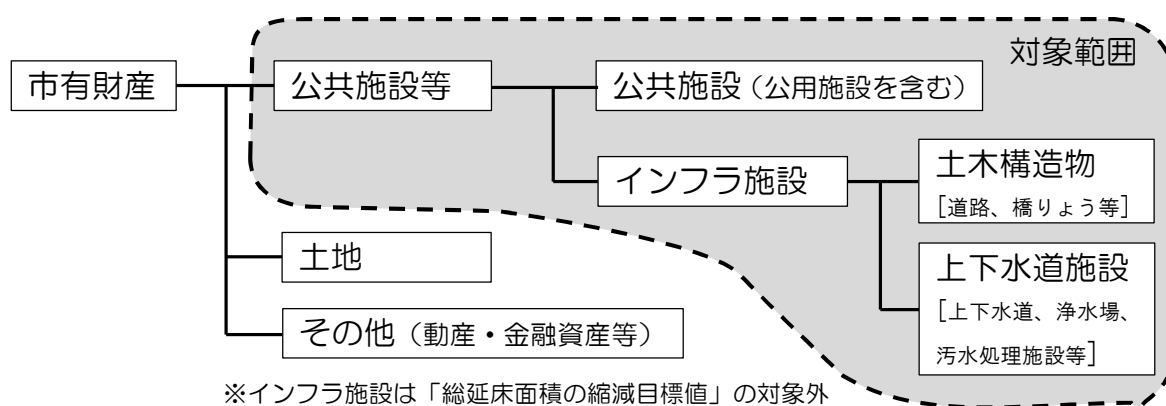 対象範囲
市有財産
公共施設等
公共施設（公用施設を含む）
インフラ施設
土木構造物
［道路、橋りょう等］
上下水道施設
［上下水道、浄水場、
汚水処理施設等］
土地
その他（動産・金融資産等）
※インフラ施設は「総延床面積の縮減目標値」の対象外